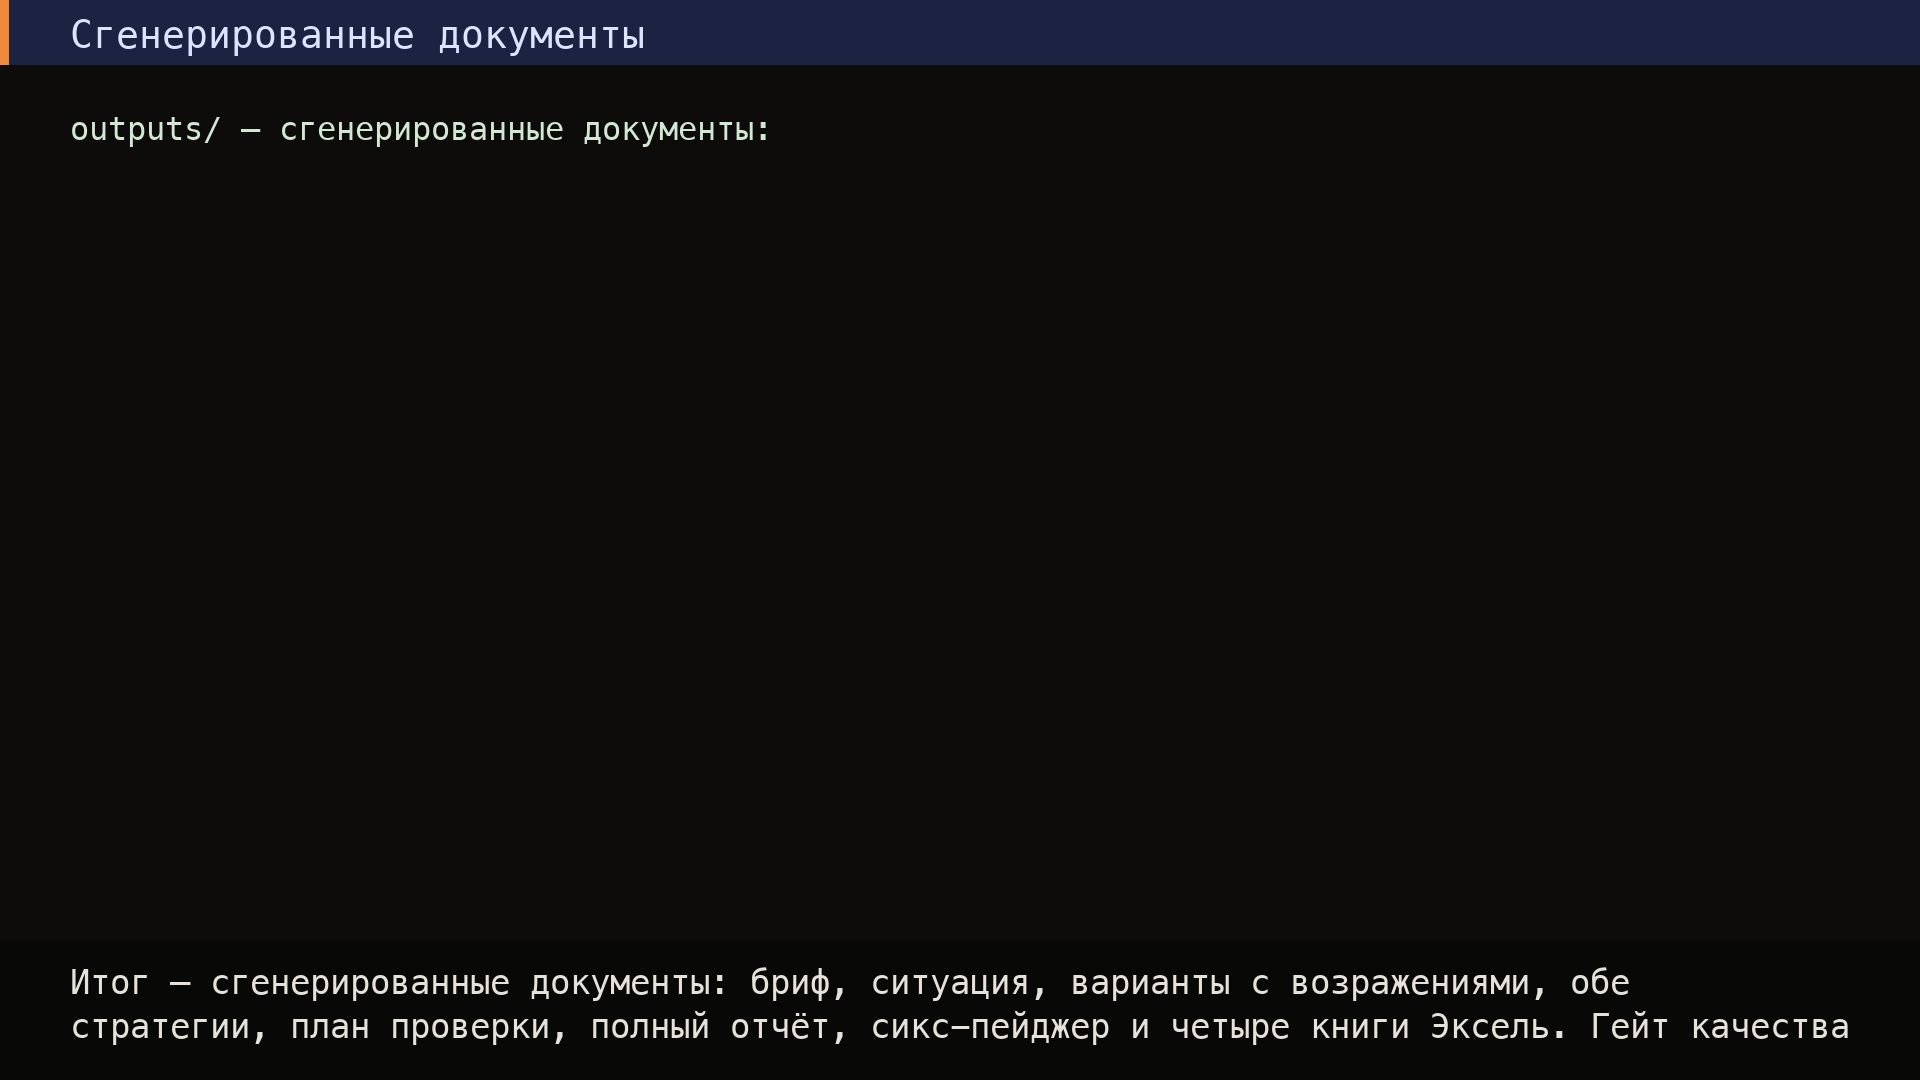 Сгенерированные документы
outputs/ — сгенерированные документы:
Итог — сгенерированные документы: бриф, ситуация, варианты с возражениями, обе
стратегии, план проверки, полный отчёт, сикс-пейджер и четыре книги Эксель. Гейт качества